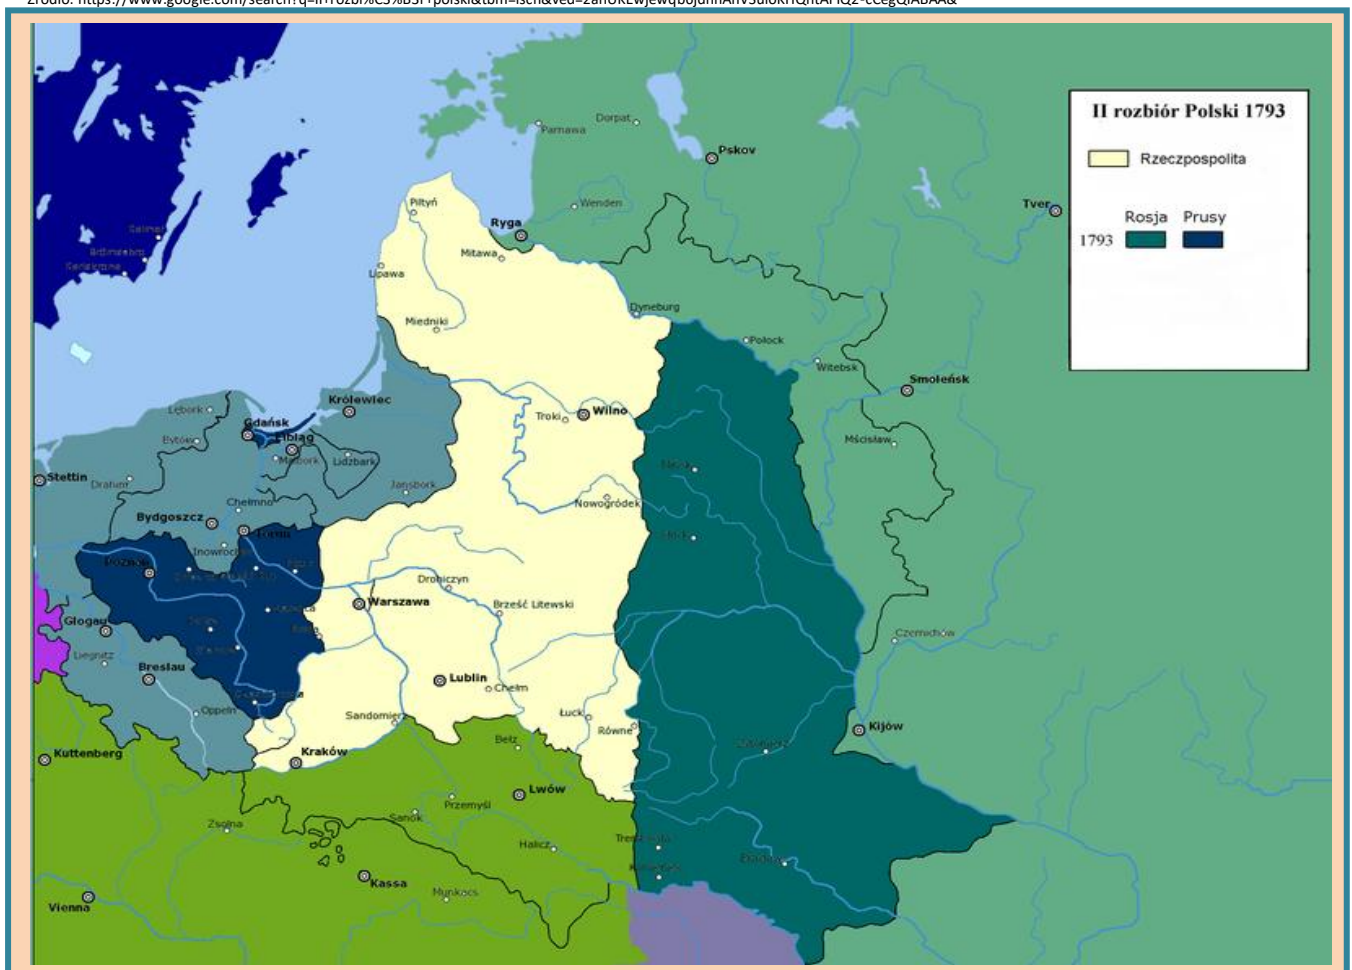 II rozbiór Polski 1793
Rzeczpospolita
Rosja Prusy
1793
Parnawa
Dorpat
Pskov
Piltyń
Wenden
Tver
Ryga
Mitawa
Lipawa
Dyneburg
Miedniki
Połock
Witebsk
Smoleńsk
Królewiec
Lębork
Troki
Wilno
Gdańsk
Bytów
Elbląg
Mścisław
Malbork
Lidzbark
Stettin
Drahim
Jansbork
Chełmno
Nowogródek
Bydgoszcz
Toruń
Inowrocław
Poznań
Drohiczyn
Warszawa
Brześć Litewski
Glogau
Czernichów
Liegnitz
Breslau
Lublin
Chełm
Oppeln
Sandomierz
Łuck
Równe
Kijów
Bełz
Kuttenberg
Kraków
Lwów
Przemyśl
Sanok
Zsolna
Halicz
Kassa
Munkacs
Vienna